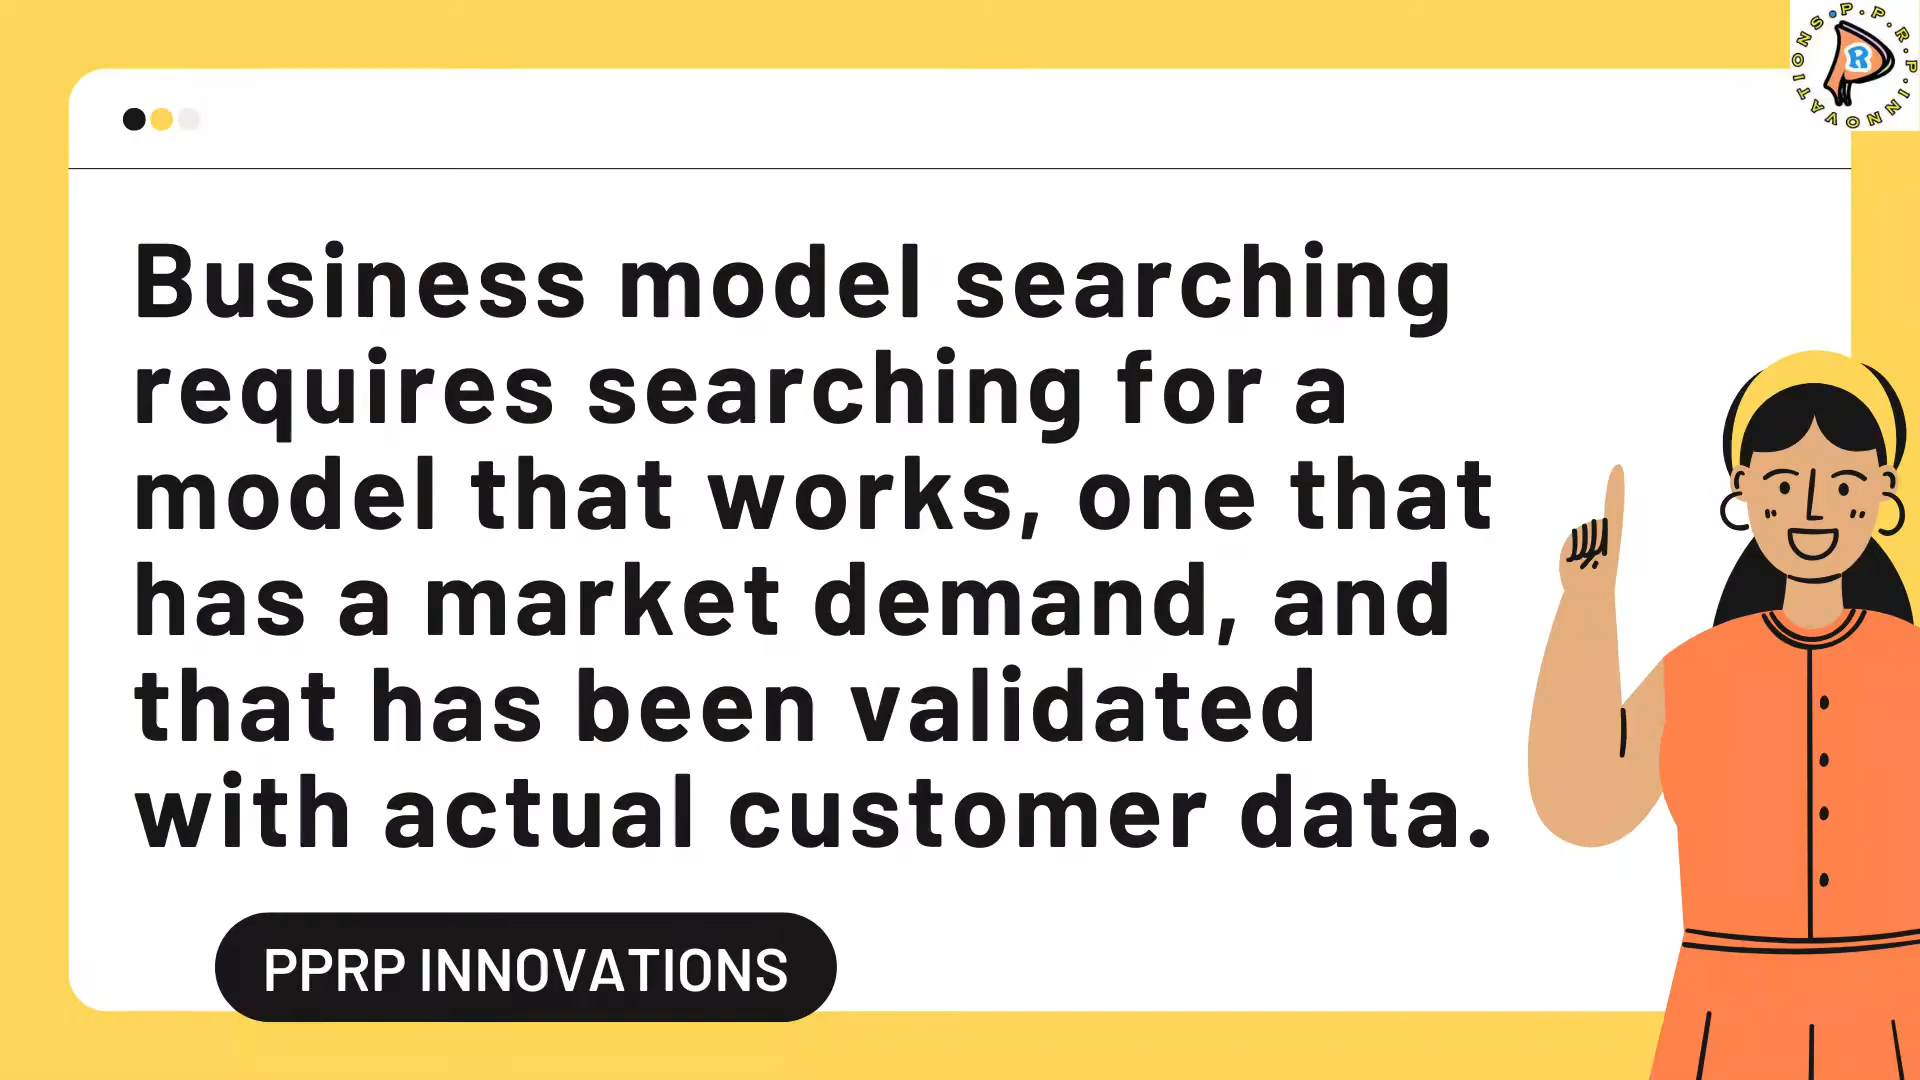 P.P.R.P.INNOVATIONS
R
Business model searching
requires searching for a
model that works, one that
has a market demand, and
that has been validated
with actual customer data.
PPRP INNOVATIONS